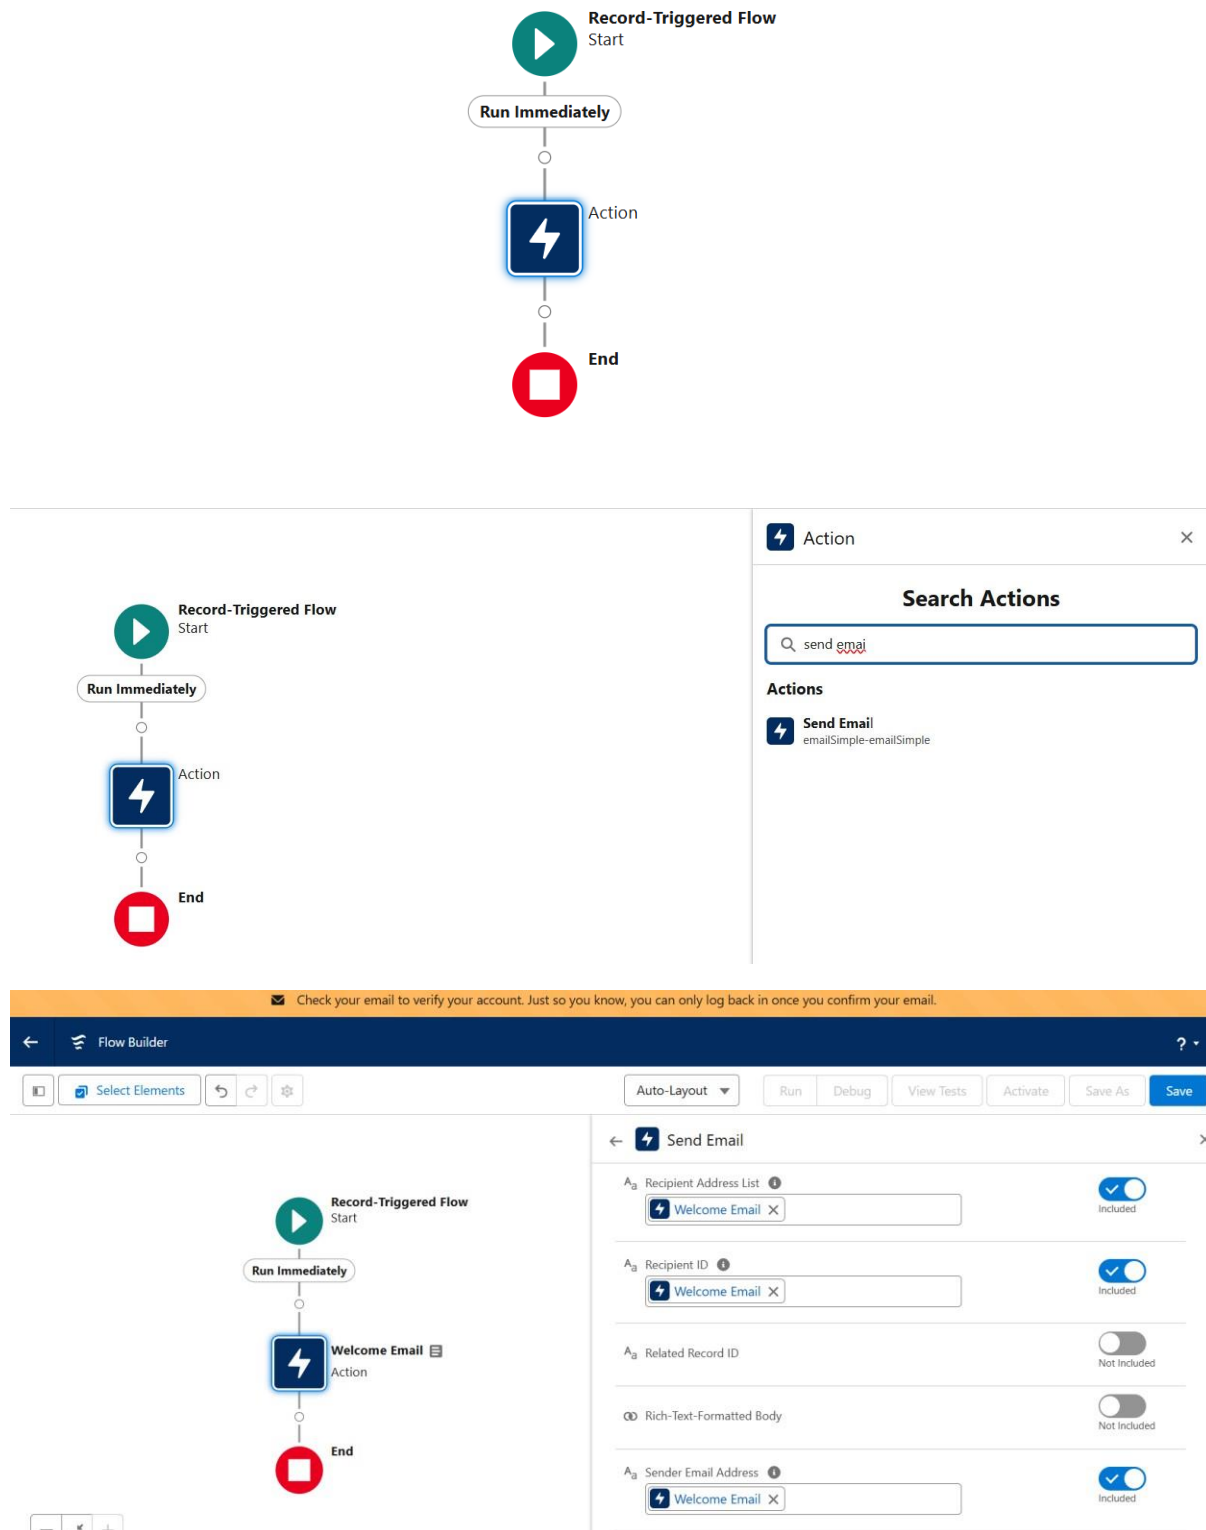 Record-Triggered Flow
Start
Run Immediately
Action
End
Action
Search Actions
send emai
Actions
Send Email
emailSimple-emailSimple
Record-Triggered Flow
Start
Run Immediately
Action
End
Check your email to verify your account. Just so you know, you can only log back in once you confirm your email.
Flow Builder
?
Select Elements
Auto-Layout
Run
Debug
View Tests
Activate
Save As
Save
Send Email
Record-Triggered Flow
Start
Run Immediately
Welcome Email
Action
End
Aa Recipient Address List
Welcome Email
Included
Aa Recipient ID
Welcome Email
Included
Aa Related Record ID
Not Included
Rich-Text-Formatted Body
Not Included
Aa Sender Email Address
Welcome Email
Included